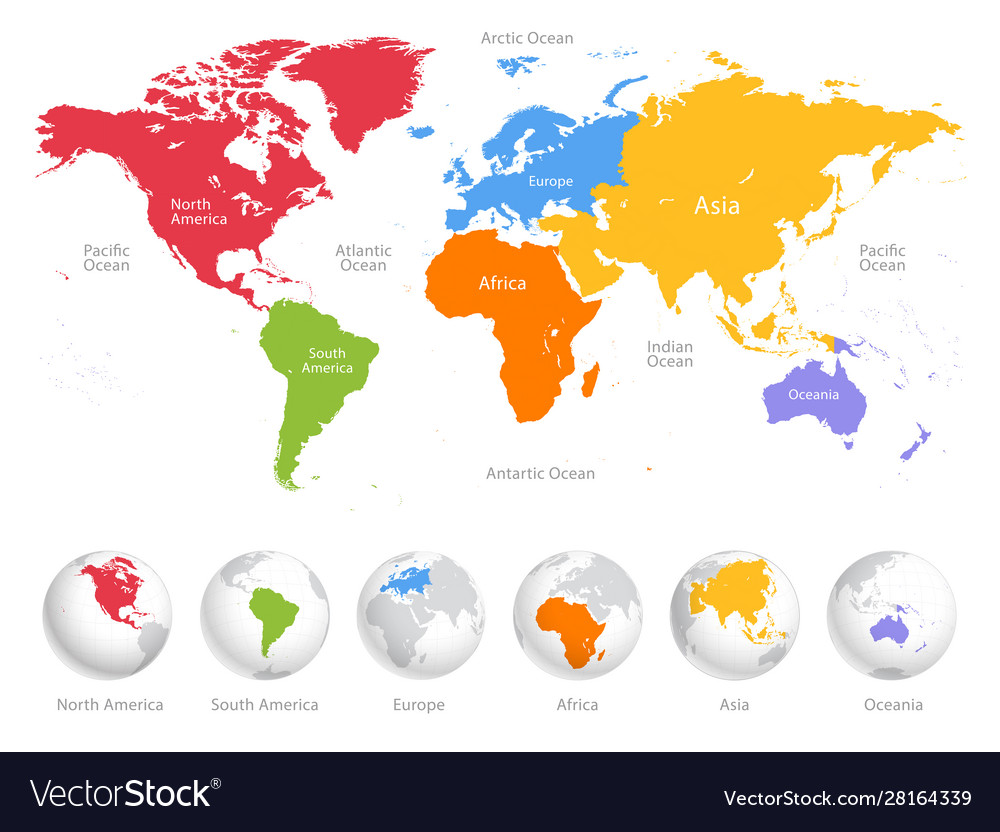 Arctic Ocean
Europe
Asia
North
America
Pacific
Ocean
Atlantic
Ocean
Pacific
Ocean
Africa
Indian
Ocean
South
America
Oceania
Antartic Ocean
North America
South America
Europe
Africa
Asia
Oceania
VectorStock®
VectorStock.com/28164339